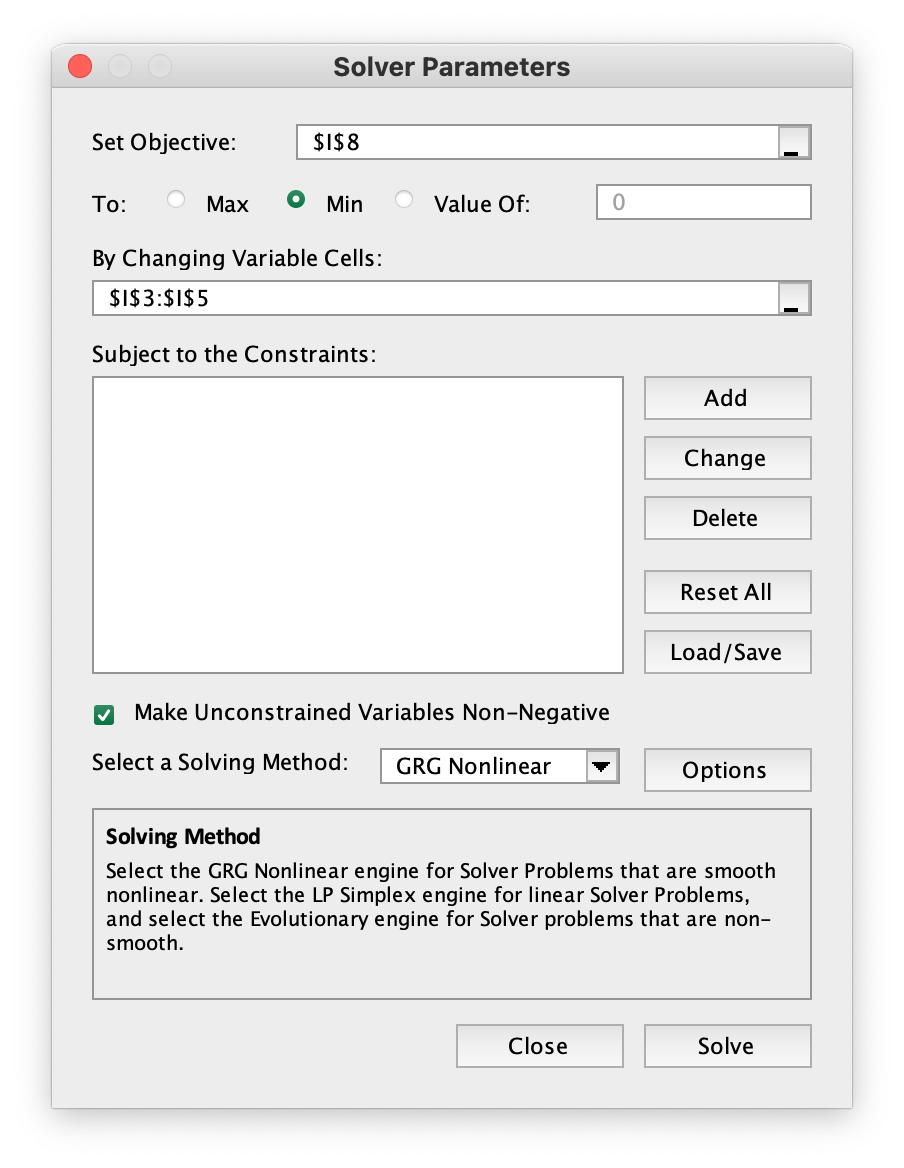 Solver Parameters
Set Objective:
$I$8
To:
Max
Min
Value Of:
0
By Changing Variable Cells:
$I$3:$I$5
Subject to the Constraints:
Add
Change
Delete
Reset All
Load/Save
Make Unconstrained Variables Non-Negative
Select a Solving Method:
GRG Nonlinear
Options
Solving Method
Select the GRG Nonlinear engine for Solver Problems that are smooth
nonlinear. Select the LP Simplex engine for linear Solver Problems,
and select the Evolutionary engine for Solver problems that are non-
smooth.
Close
Solve